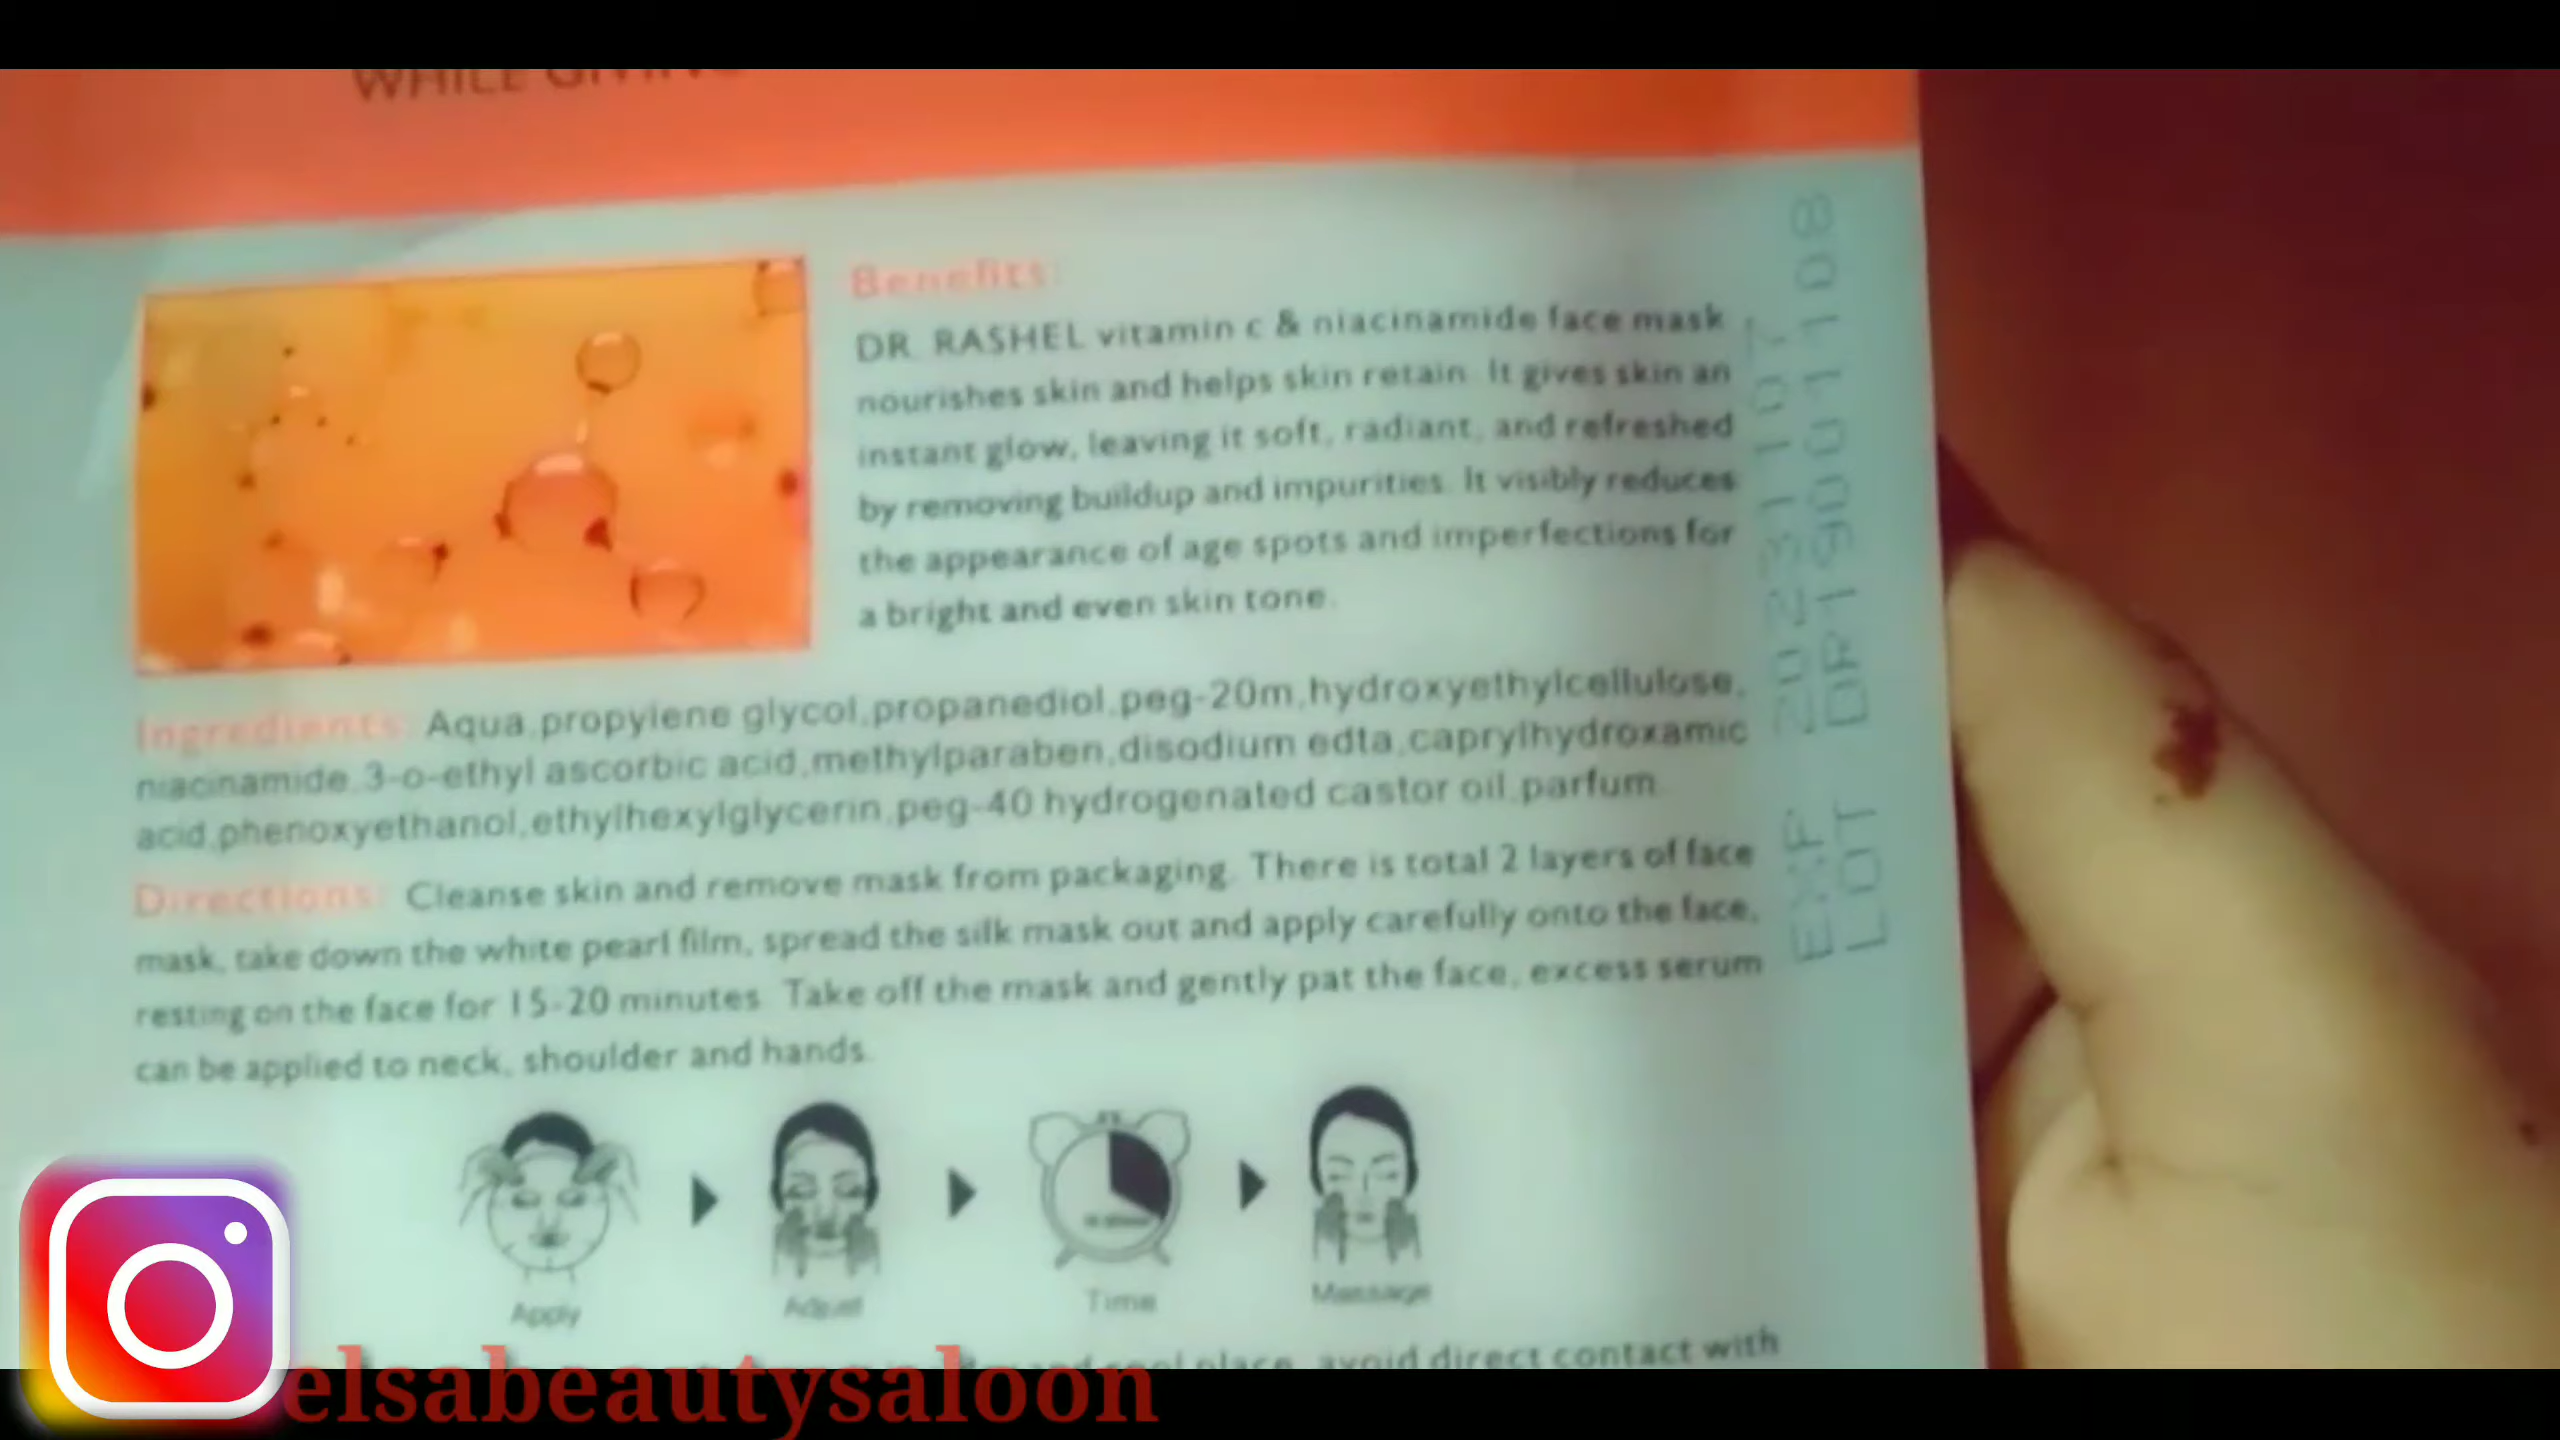 WHILE GIVING
Benefits:
DR. RASHEL vitamin c & niacinamide face mask
nourishes skin and helps skin retain. It gives skin an
instant glow, leaving it soft, radiant, and refreshed
by removing buildup and impurities. It visibly reduces
the appearance of age spots and imperfections for
a bright and even skin tone.
Ingredients: Aqua,propylene glycol,propanediol,peg-20m,hydroxyethylcellulose,
niacinamide,3-o-ethyl ascorbic acid,methylparaben,disodium edta,caprylhydroxamic
acid,phenoxyethanol,ethylhexylglycerin,peg-40 hydrogenated castor oil,parfum.
Directions: Cleanse skin and remove mask from packaging. There is total 2 layers of face
mask, take down the white pearl film, spread the silk mask out and apply carefully onto the face,
resting on the face for 15-20 minutes. Take off the mask and gently pat the face, excess serum
can be applied to neck, shoulder and hands.
Apply Adjust Time Massage
and cool place, avoid direct contact with
EXP 20231107
LOT DR19001108
elsabeautysaloon